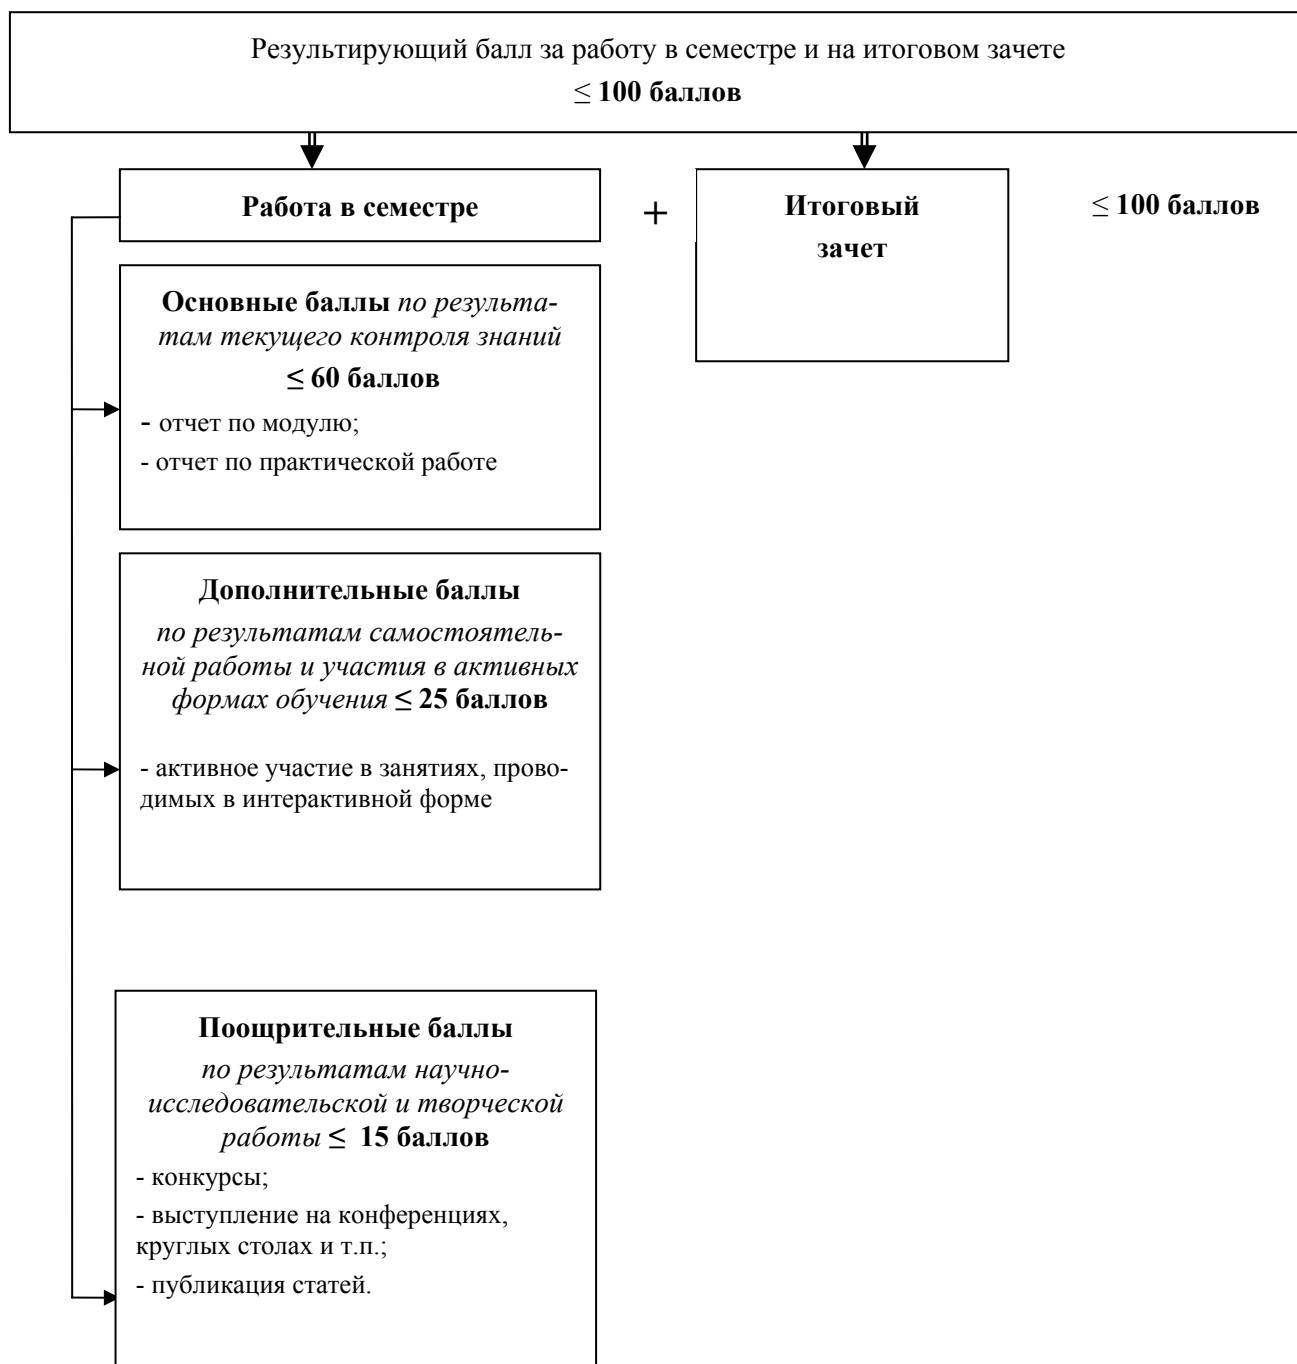 Результирующий балл за работу в семестре и на итоговом зачете
≤ 100 баллов
Работа в семестре
+
Итоговый
зачет
≤ 100 баллов
Основные баллы по результа-
там текущего контроля знаний
≤ 60 баллов
- отчет по модулю;
- отчет по практической работе
Дополнительные баллы
по результатам самостоятель-
ной работы и участия в активных
формах обучения ≤ 25 баллов
- активное участие в занятиях, прово-
димых в интерактивной форме
Поощрительные баллы
по результатам научно-
исследовательской и творческой
работы ≤ 15 баллов
- конкурсы;
- выступление на конференциях,
круглых столах и т.п.;
- публикация статей.